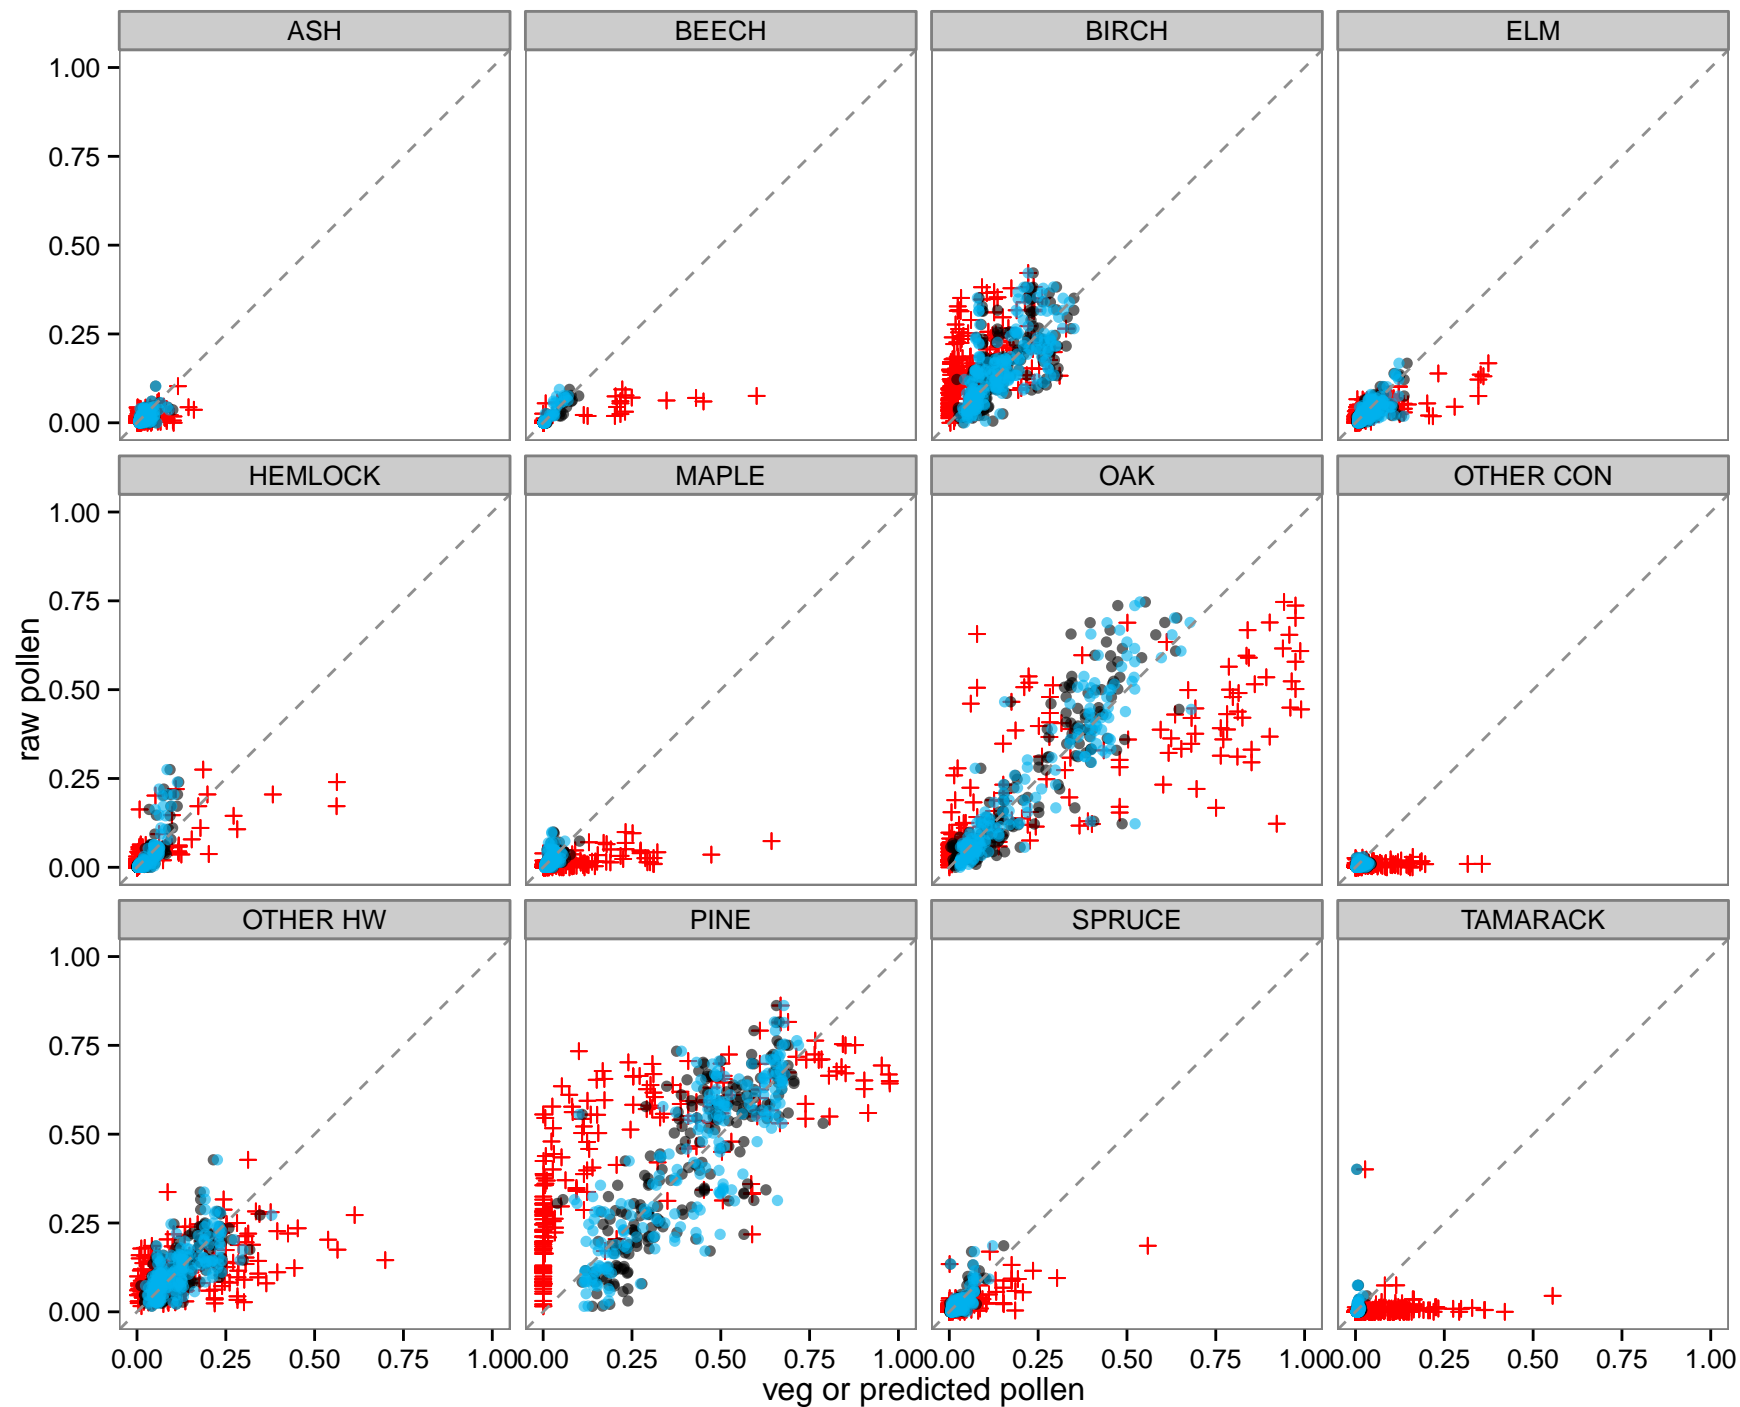 ASH BEECH BIRCH ELM
1.00
0.75
0.50
0.25
0.00
HEMLOCK MAPLE OAK OTHER CON
1.00
0.75
0.50
0.25
0.00
raw pollen
OTHER HW PINE SPRUCE TAMARACK
1.00
0.75
0.50
0.25
0.00
0.00 0.25 0.50 0.75 1.00 0.00 0.25 0.50 0.75 1.00 0.00 0.25 0.50 0.75 1.00 0.00 0.25 0.50 0.75 1.00
veg or predicted pollen